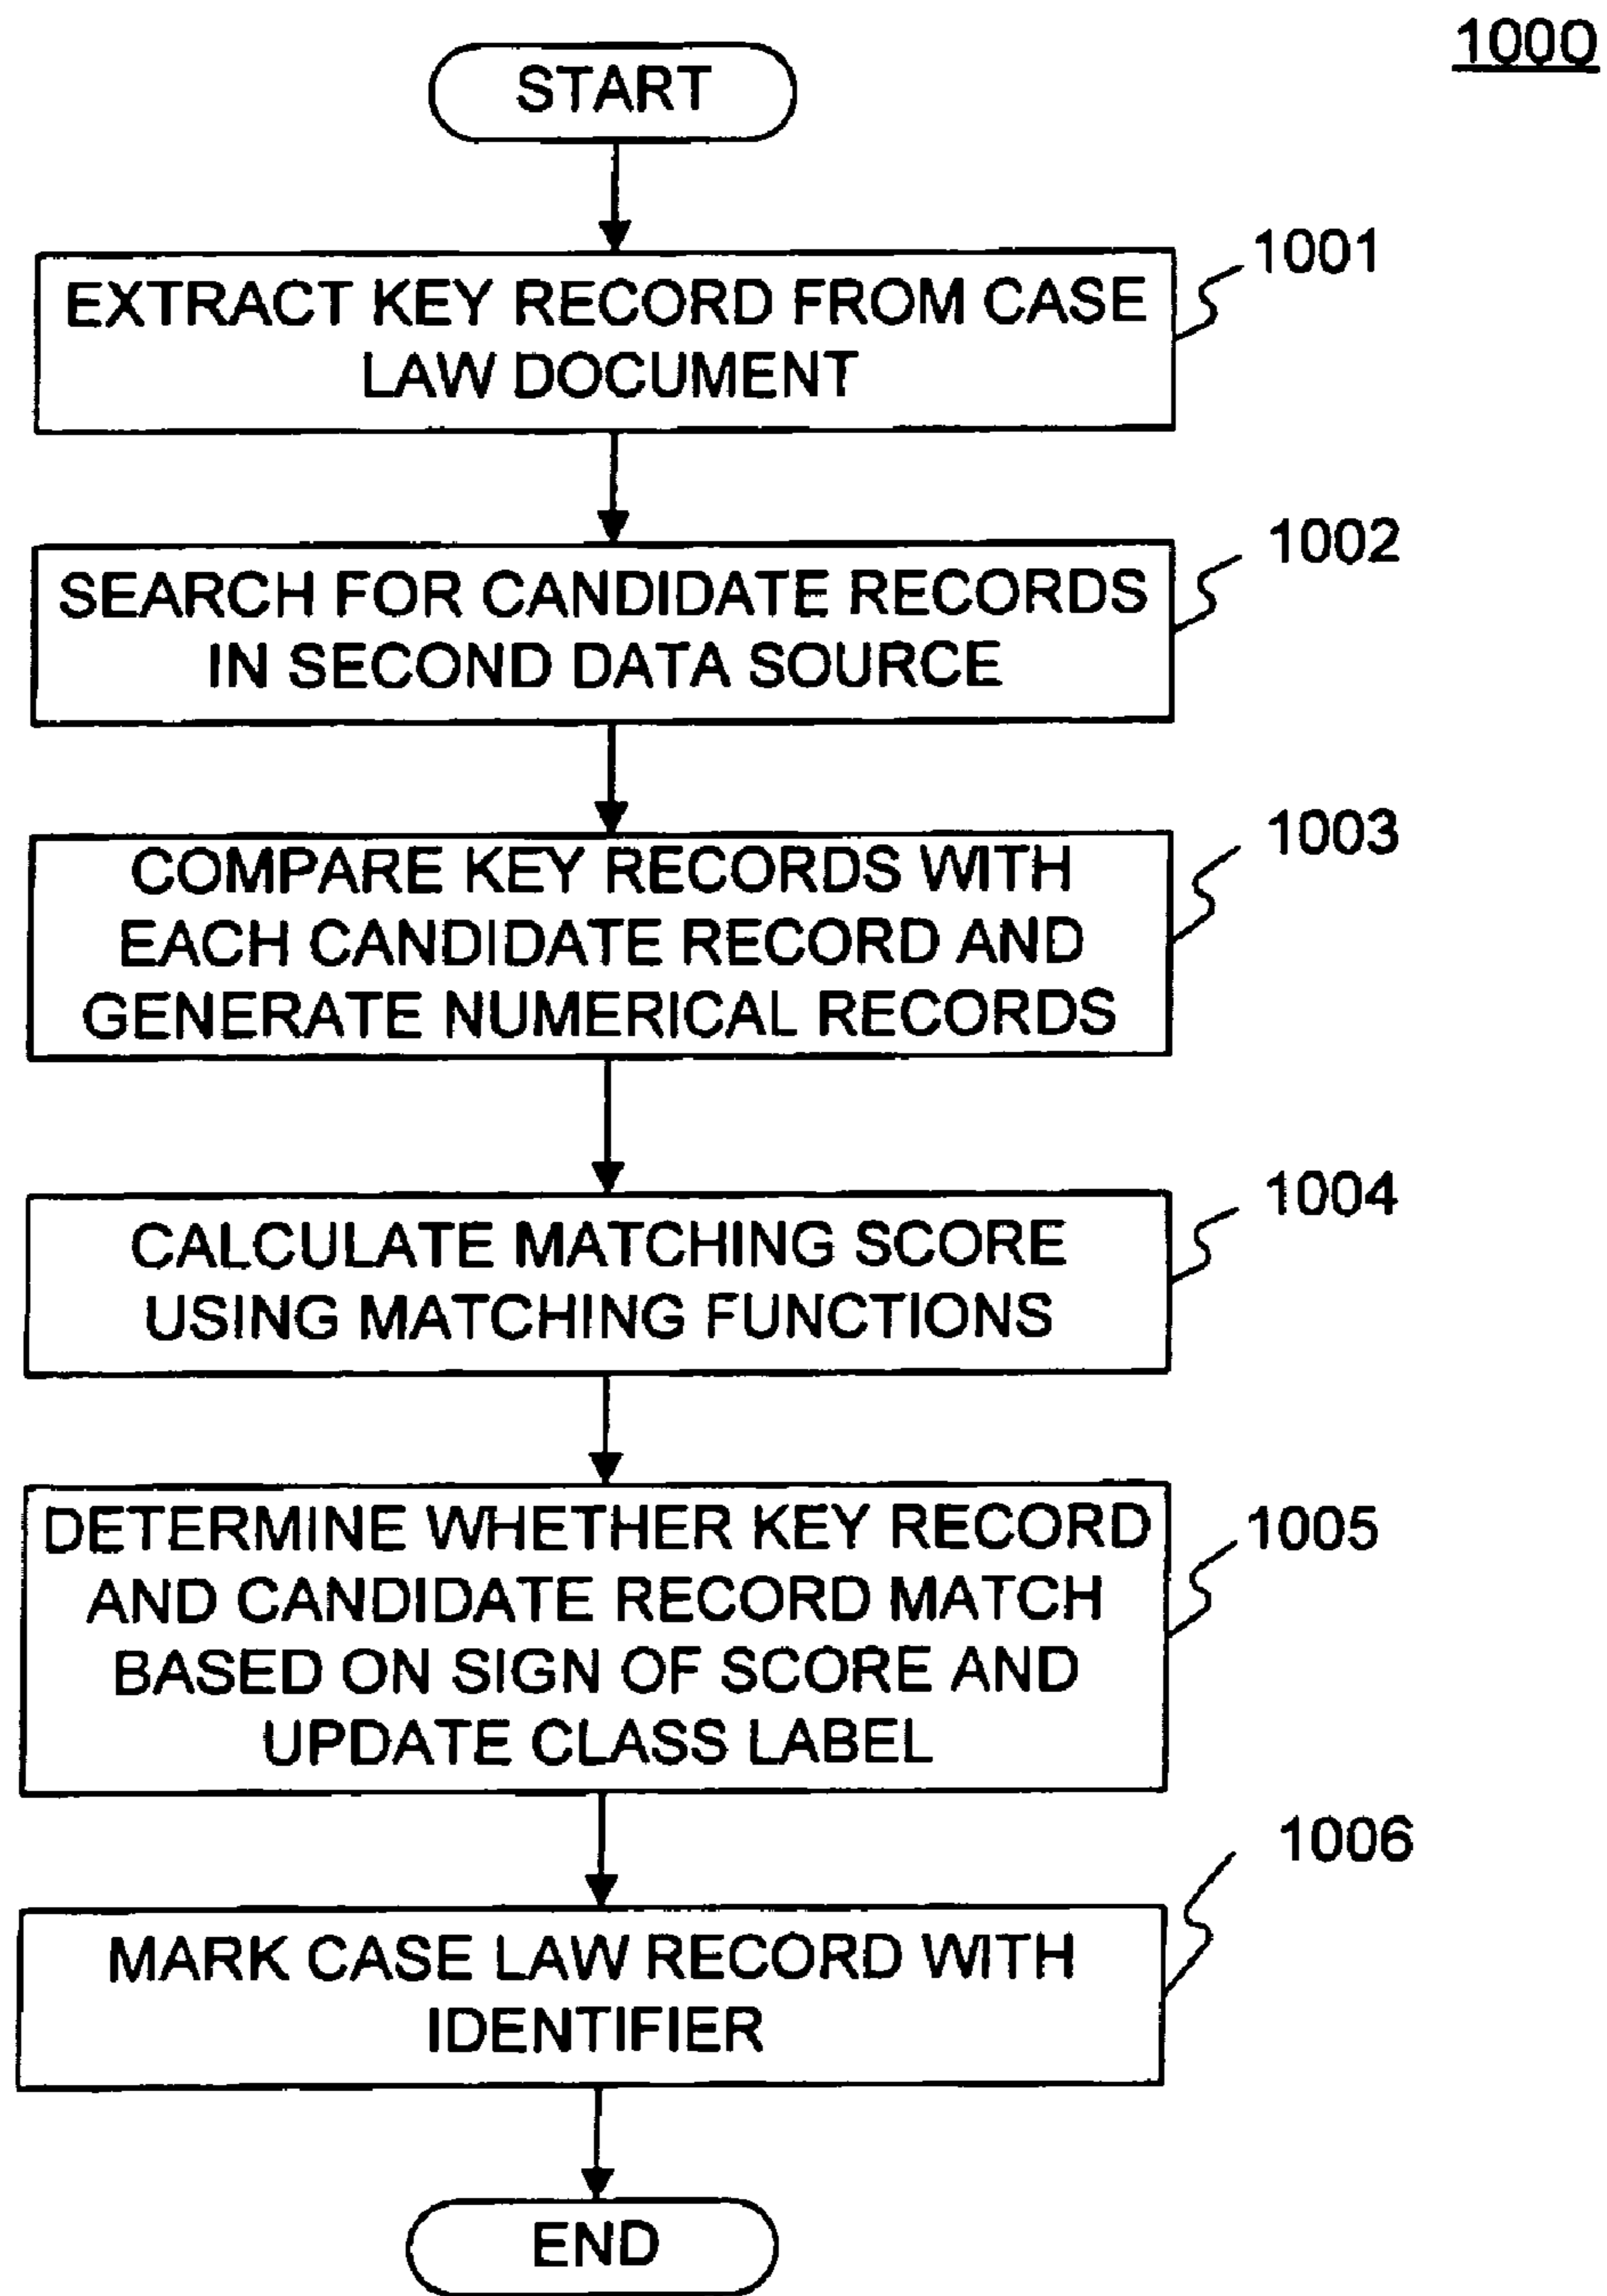 1000
START
1001
EXTRACT KEY RECORD FROM CASE
LAW DOCUMENT
1002
SEARCH FOR CANDIDATE RECORDS
IN SECOND DATA SOURCE
1003
COMPARE KEY RECORDS WITH
EACH CANDIDATE RECORD AND
GENERATE NUMERICAL RECORDS
1004
CALCULATE MATCHING SCORE
USING MATCHING FUNCTIONS
1005
DETERMINE WHETHER KEY RECORD
AND CANDIDATE RECORD MATCH
BASED ON SIGN OF SCORE AND
UPDATE CLASS LABEL
1006
MARK CASE LAW RECORD WITH
IDENTIFIER
END